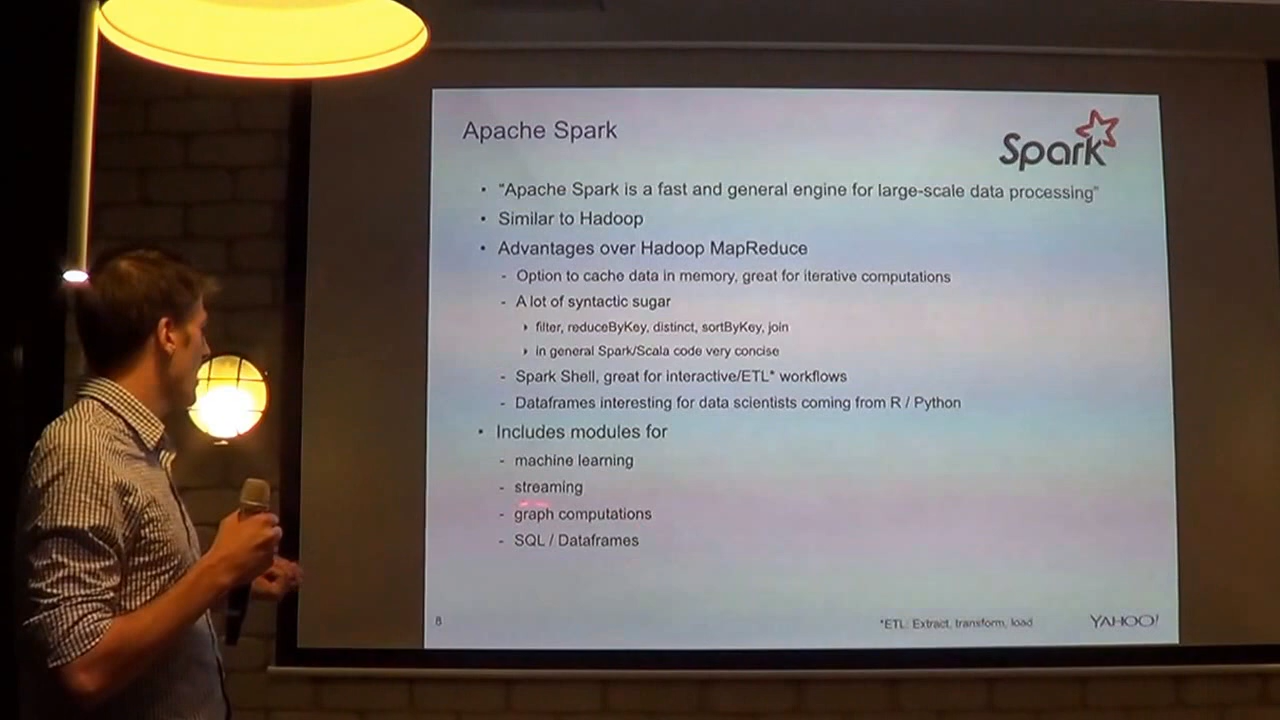 Apache Spark
Spark
• "Apache Spark is a fast and general engine for large-scale data processing"
• Similar to Hadoop
• Advantages over Hadoop MapReduce
- Option to cache data in memory, great for iterative computations
- A lot of syntactic sugar
‣ filter, reduceByKey, distinct, sortByKey, join
‣ in general Spark/Scala code very concise
- Spark Shell, great for interactive/ETL* workflows
- Dataframes interesting for data scientists coming from R / Python
• Includes modules for
- machine learning
- streaming
- graph computations
- SQL / Dataframes
8
*ETL: Extract, transform, load
YAHOO!